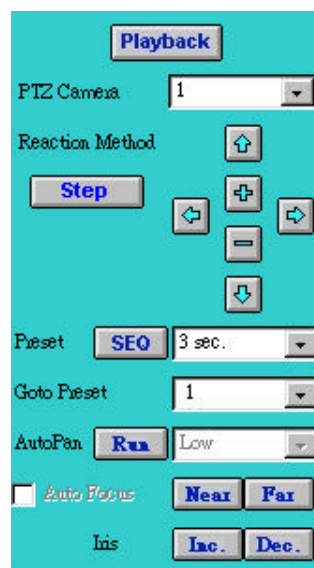 Playback
PTZ Camera 1
Reaction Method
Step
Preset SEQ 3 sec.
Goto Preset 1
AutoPan Run Low
Auto Focus Near Far
Iris Inc. Dec.